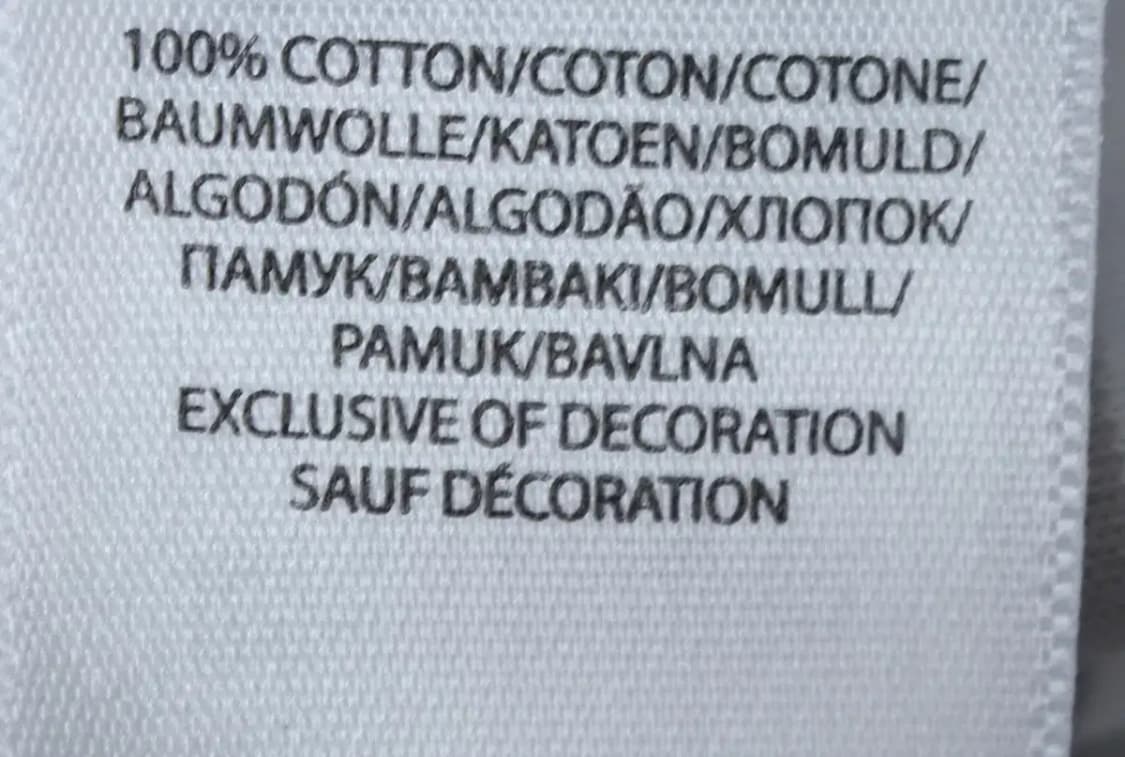 100% COTTON/COTON/COTONE/
BAUMWOLLE/KATOEN/BOMULD/
ALGODÓN/ALGODÃO/ХЛОПОК/
ПАМУК/ΒΑΜΒΑΚΙ/BOMULL/
PAMUK/BAVLNA
EXCLUSIVE OF DECORATION
SAUF DÉCORATION